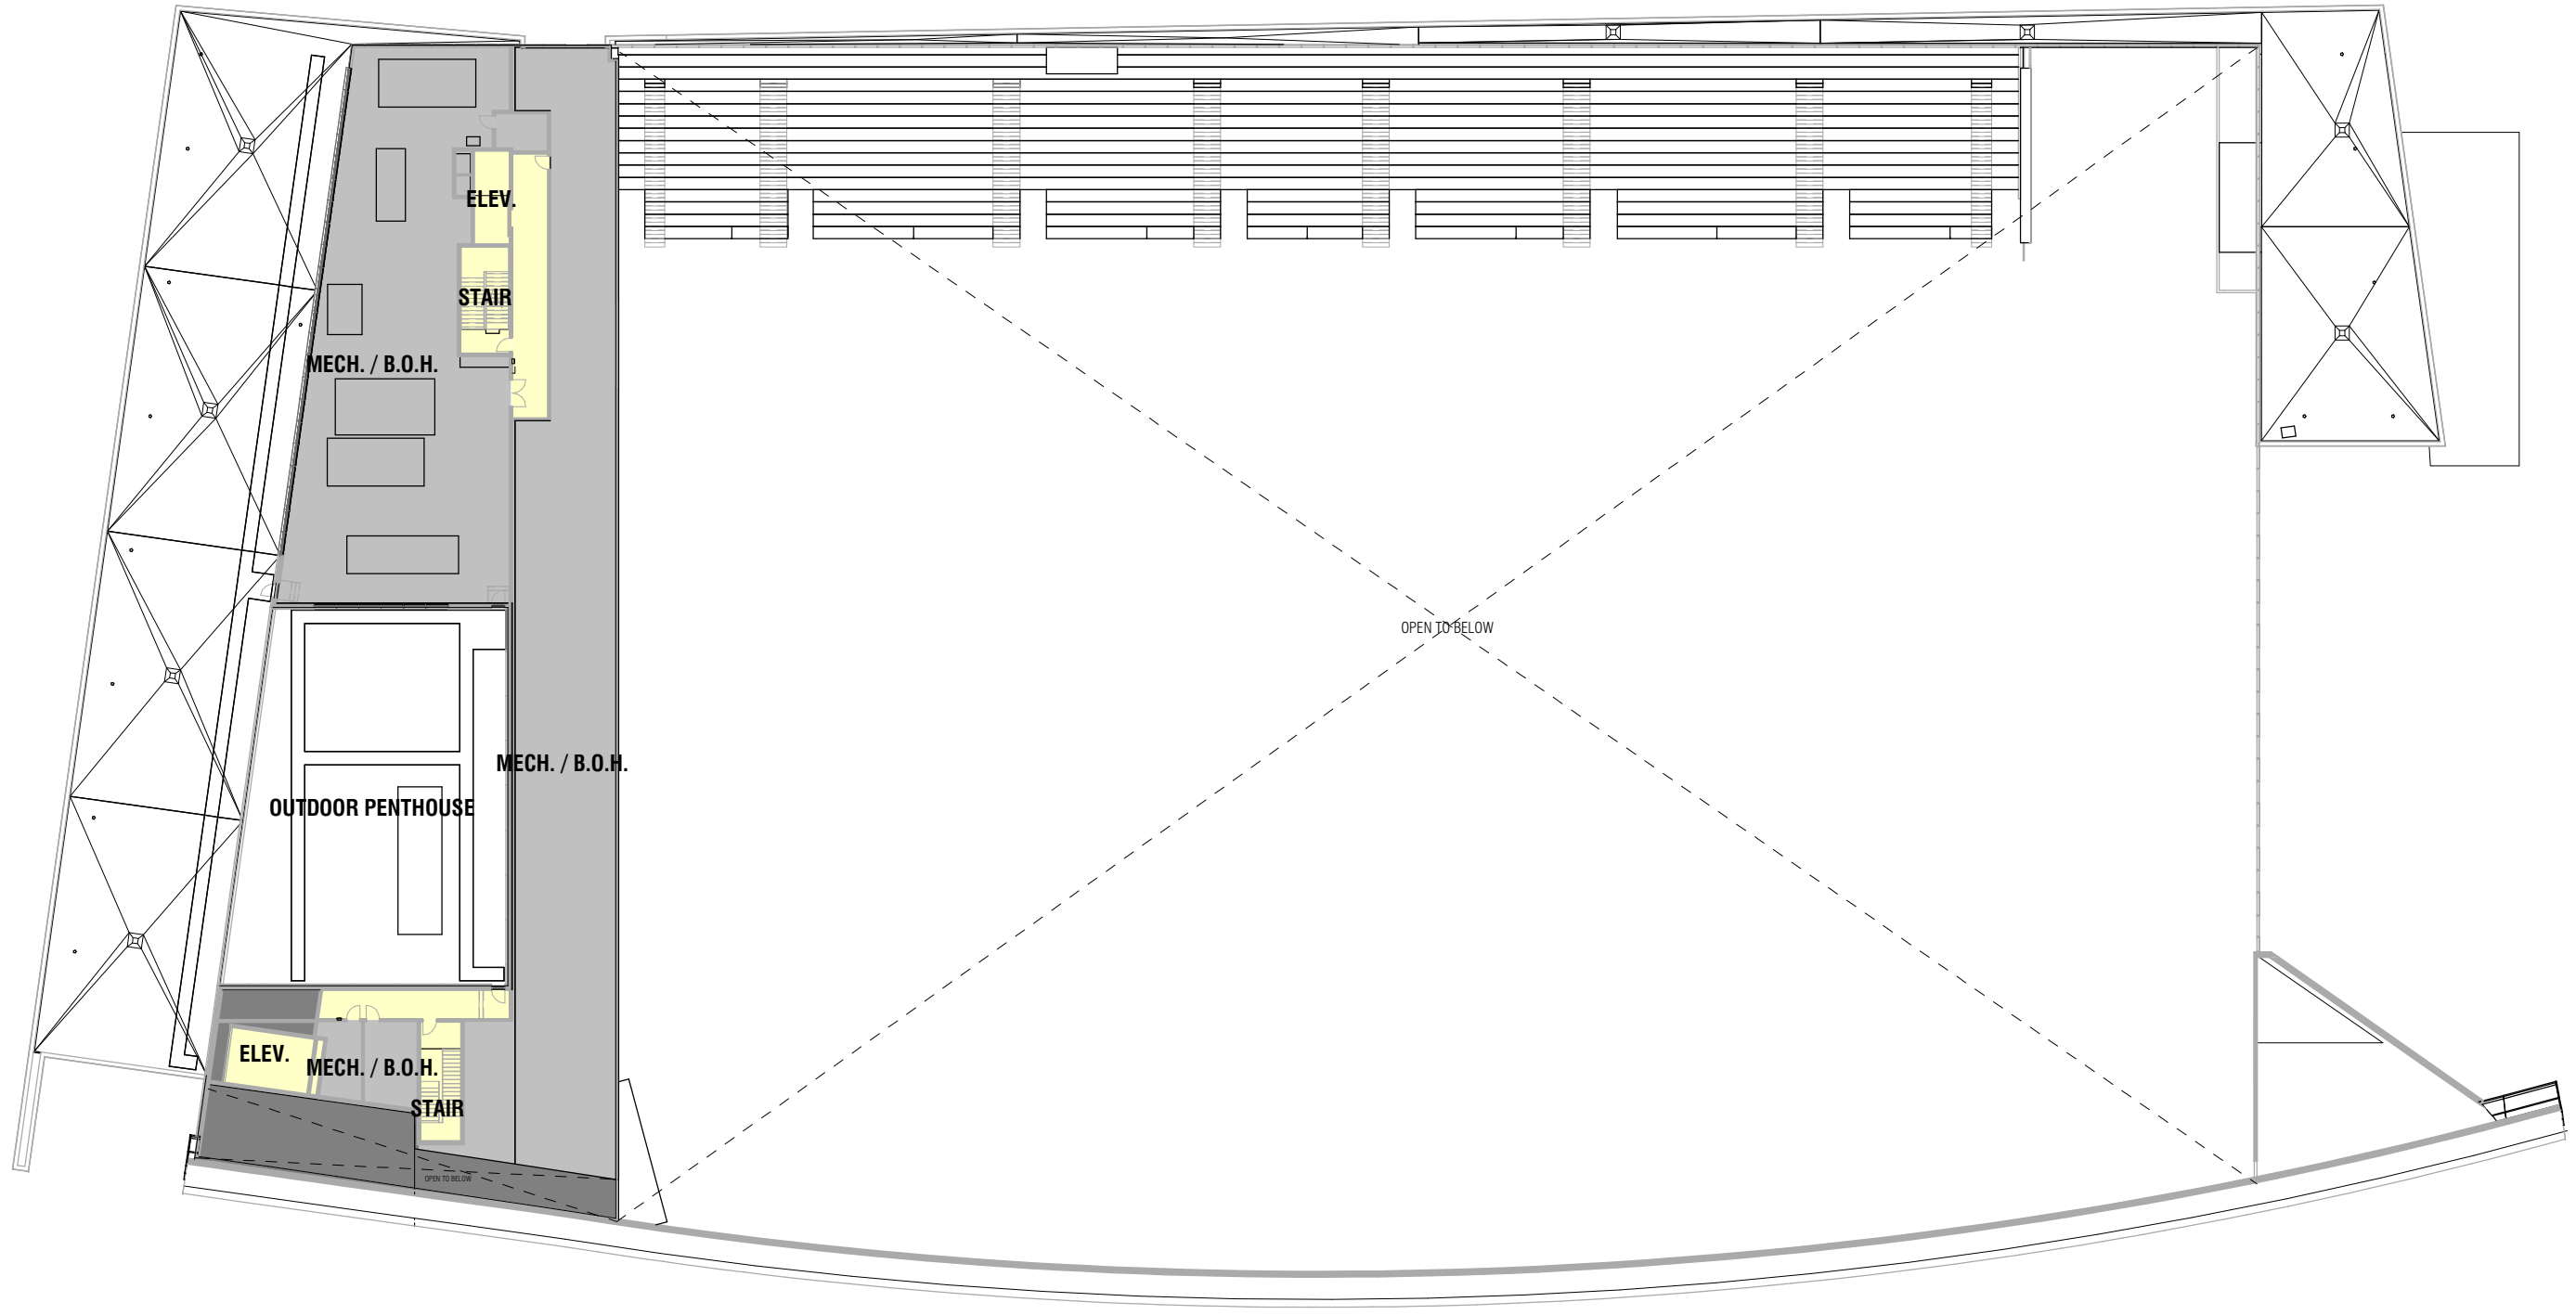 ELEV.
STAIR
MECH. / B.O.H.
OPEN TO BELOW
MECH. / B.O.H.
OUTDOOR PENTHOUSE
ELEV.
MECH. / B.O.H.
STAIR
OPEN TO BELOW